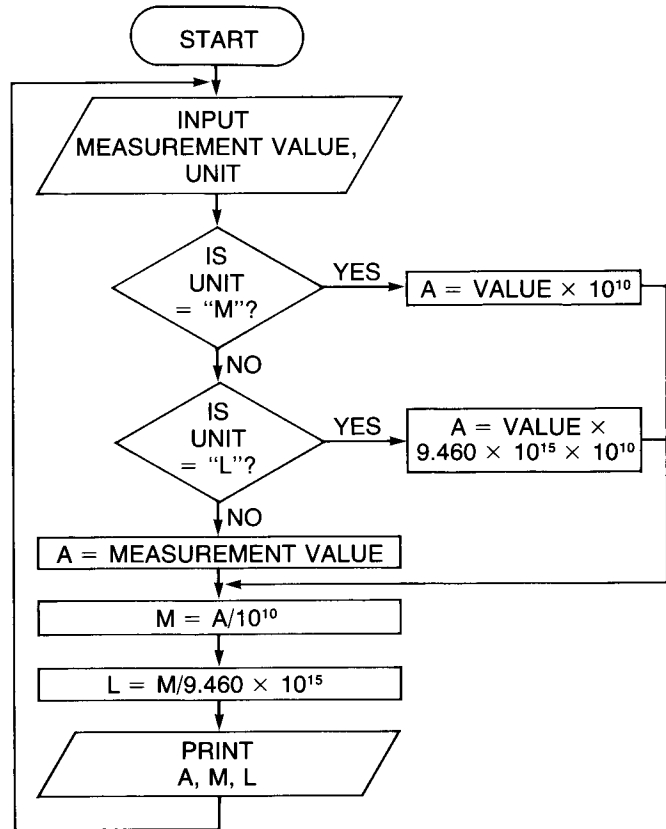 START
INPUT
MEASUREMENT VALUE,
UNIT
IS
UNIT
= “M”?
YES
A = VALUE × 10¹⁰
NO
IS
UNIT
= “L”?
YES
A = VALUE ×
9.460 × 10¹⁵ × 10¹⁰
NO
A = MEASUREMENT VALUE
M = A/10¹⁰
L = M/9.460 × 10¹⁵
PRINT
A, M, L